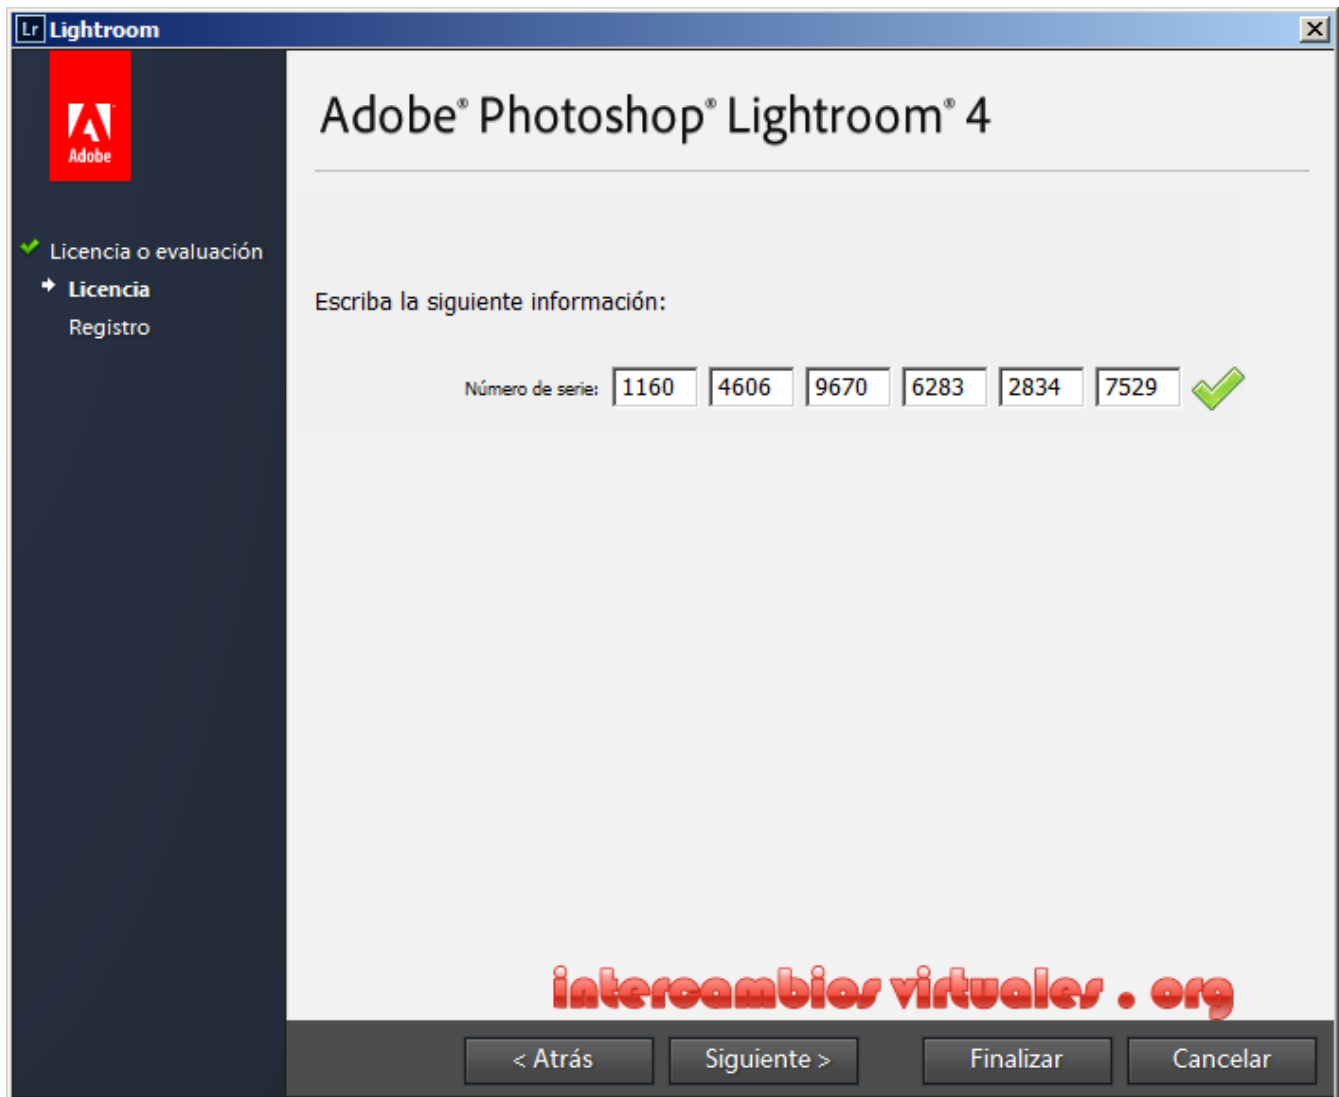 Lr Lightroom
Adobe
Adobe® Photoshop® Lightroom® 4
Licencia o evaluación
Licencia
Registro
Escriba la siguiente información:
Número de serie: 1160 4606 9670 6283 2834 7529
intercambios virtuales . org
< Atrás Siguiente > Finalizar Cancelar